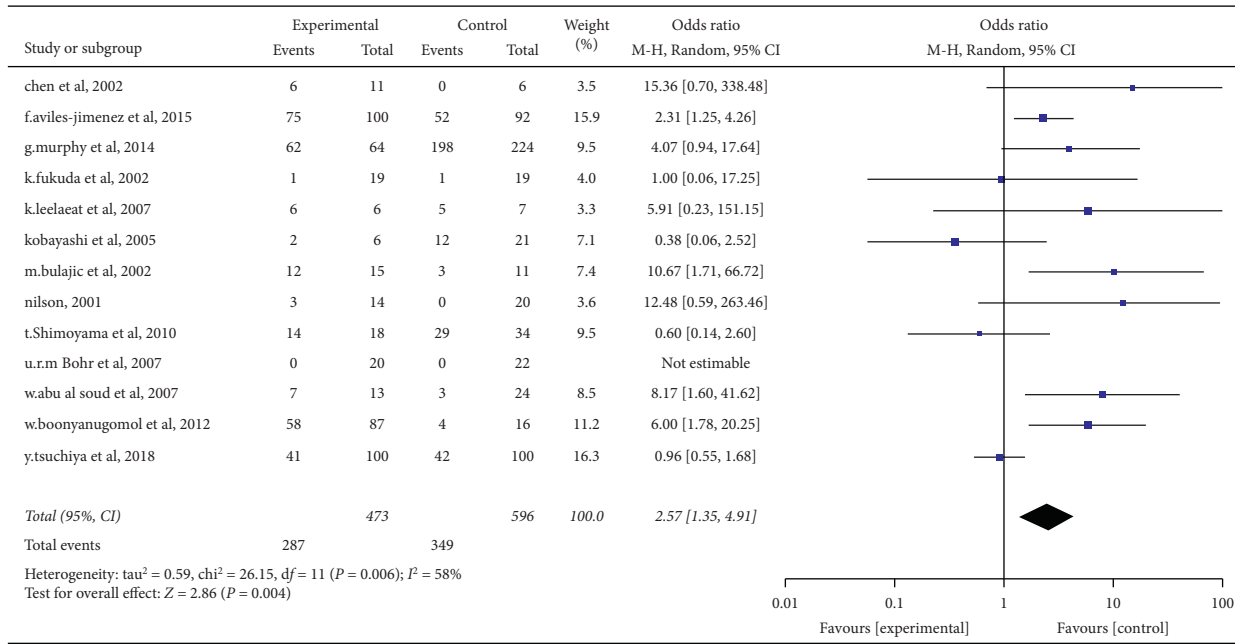 Study or subgroup Experimental Control Weight (%) Odds ratio M-H, Random, 95% CI Odds ratio M-H, Random, 95% CI
Events Total Events Total
chen et al, 2002 6 11 0 6 3.5 15.36 [0.70, 338.48]
f.aviles-jimenez et al, 2015 75 100 52 92 15.9 2.31 [1.25, 4.26]
g.murphy et al, 2014 62 64 198 224 9.5 4.07 [0.94, 17.64]
k.fukuda et al, 2002 1 19 1 19 4.0 1.00 [0.06, 17.25]
k.leelaeat et al, 2007 6 6 5 7 3.3 5.91 [0.23, 151.15]
kobayashi et al, 2005 2 6 12 21 7.1 0.38 [0.06, 2.52]
m.bulajic et al, 2002 12 15 3 11 7.4 10.67 [1.71, 66.72]
nilson, 2001 3 14 0 20 3.6 12.48 [0.59, 263.46]
t.Shimoyama et al, 2010 14 18 29 34 9.5 0.60 [0.14, 2.60]
u.r.m Bohr et al, 2007 0 20 0 22 Not estimable
w.abu al soud et al, 2007 7 13 3 24 8.5 8.17 [1.60, 41.62]
w.boonyanugomol et al, 2012 58 87 4 16 11.2 6.00 [1.78, 20.25]
y.tsuchiya et al, 2018 41 100 42 100 16.3 0.96 [0.55, 1.68]
Total (95%, CI) 473 596 100.0 2.57 [1.35, 4.91]
Total events 287 349
Heterogeneity: tau² = 0.59, chi² = 26.15, df = 11 (P = 0.006); I² = 58%
Test for overall effect: Z = 2.86 (P = 0.004)
0.01 0.1 1 10 100
Favours [experimental] Favours [control]